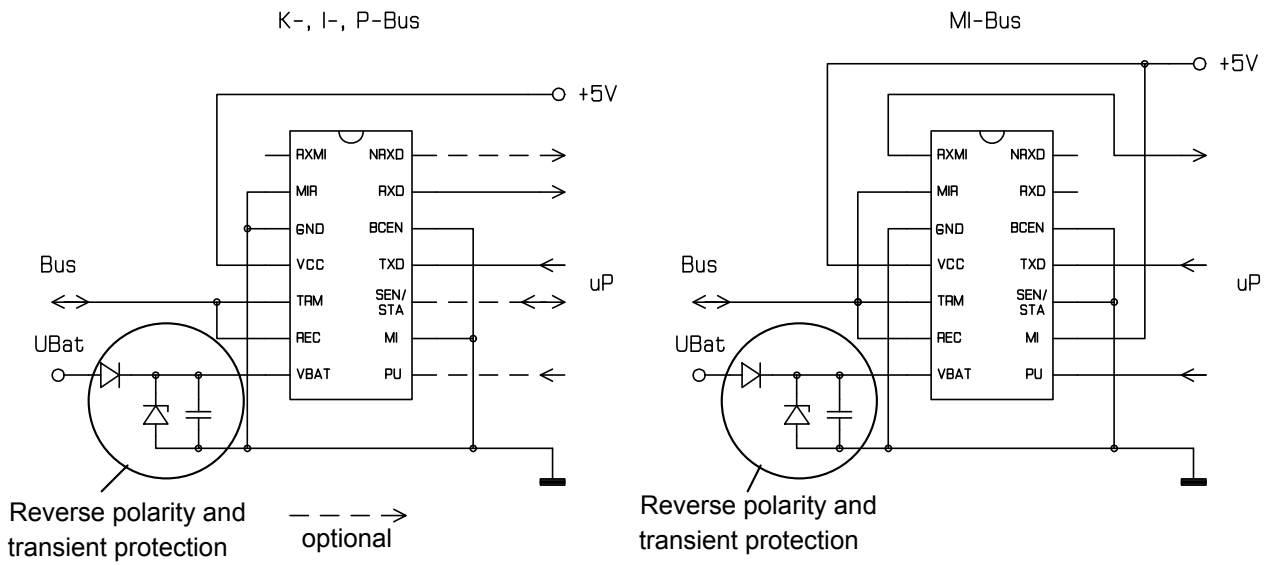 K-, I-, P-Bus
+5V
RXMI
NRXD
MIR
RXD
GND
BCEN
VCC
TXD
Bus
TRM
SEN/
STA
uP
REC
MI
UBat
VBAT
PU
Reverse polarity and
transient protection
optional
MI-Bus
+5V
RXMI
NRXD
MIR
RXD
GND
BCEN
VCC
TXD
Bus
TRM
SEN/
STA
uP
REC
MI
UBat
VBAT
PU
Reverse polarity and
transient protection